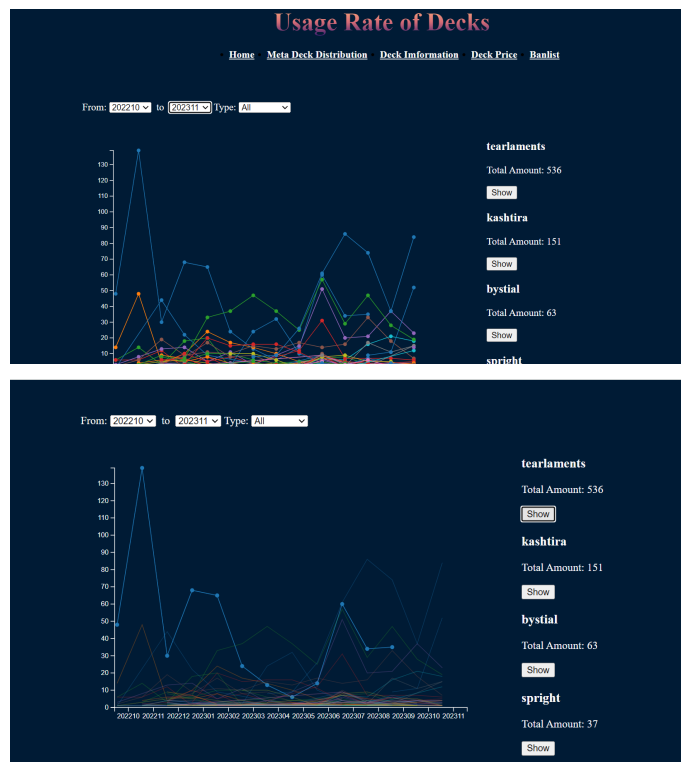 Usage Rate of Decks
Home Meta Deck Distribution Deck Imformation Deck Price Banlist
From: 202210 to 202311 Type: All
tearlaments
Total Amount: 536
Show
kashtira
Total Amount: 151
Show
bystial
Total Amount: 63
Show
spright
130
120
110
100
90
80
70
60
50
40
30
20
10
From: 202210 to 202311 Type: All
tearlaments
Total Amount: 536
Show
kashtira
Total Amount: 151
Show
bystial
Total Amount: 63
Show
spright
Total Amount: 37
Show
130
120
110
100
90
80
70
60
50
40
30
20
10
0
202210 202211 202212 202301 202302 202303 202304 202305 202306 202307 202308 202309 202310 202311